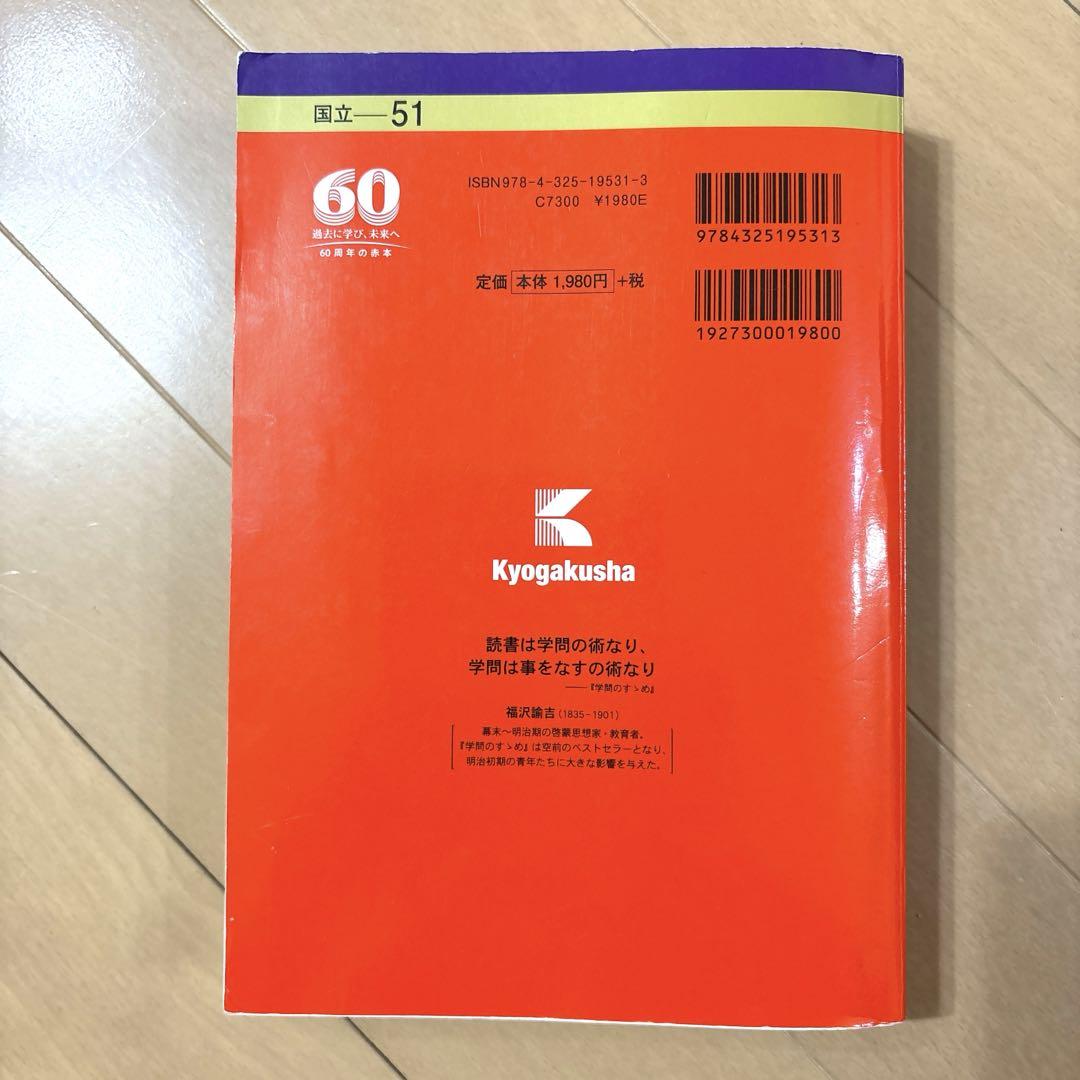 国立——51
60
過去に学び、未来へ
60周年の赤本
ISBN978-4-325-19531-3
C7300 ¥1980E
定価 本体 1,980円 +税
9784325195313
1927300019800
Kyogakusha
読書は学問の術なり、
学問は事をなすの術なり
——『学問のすゝめ』
福沢諭吉(1835-1901)
幕末〜明治期の啓蒙思想家・教育者。
『学問のすゝめ』は空前のベストセラーとなり、
明治初期の青年たちに大きな影響を与えた。